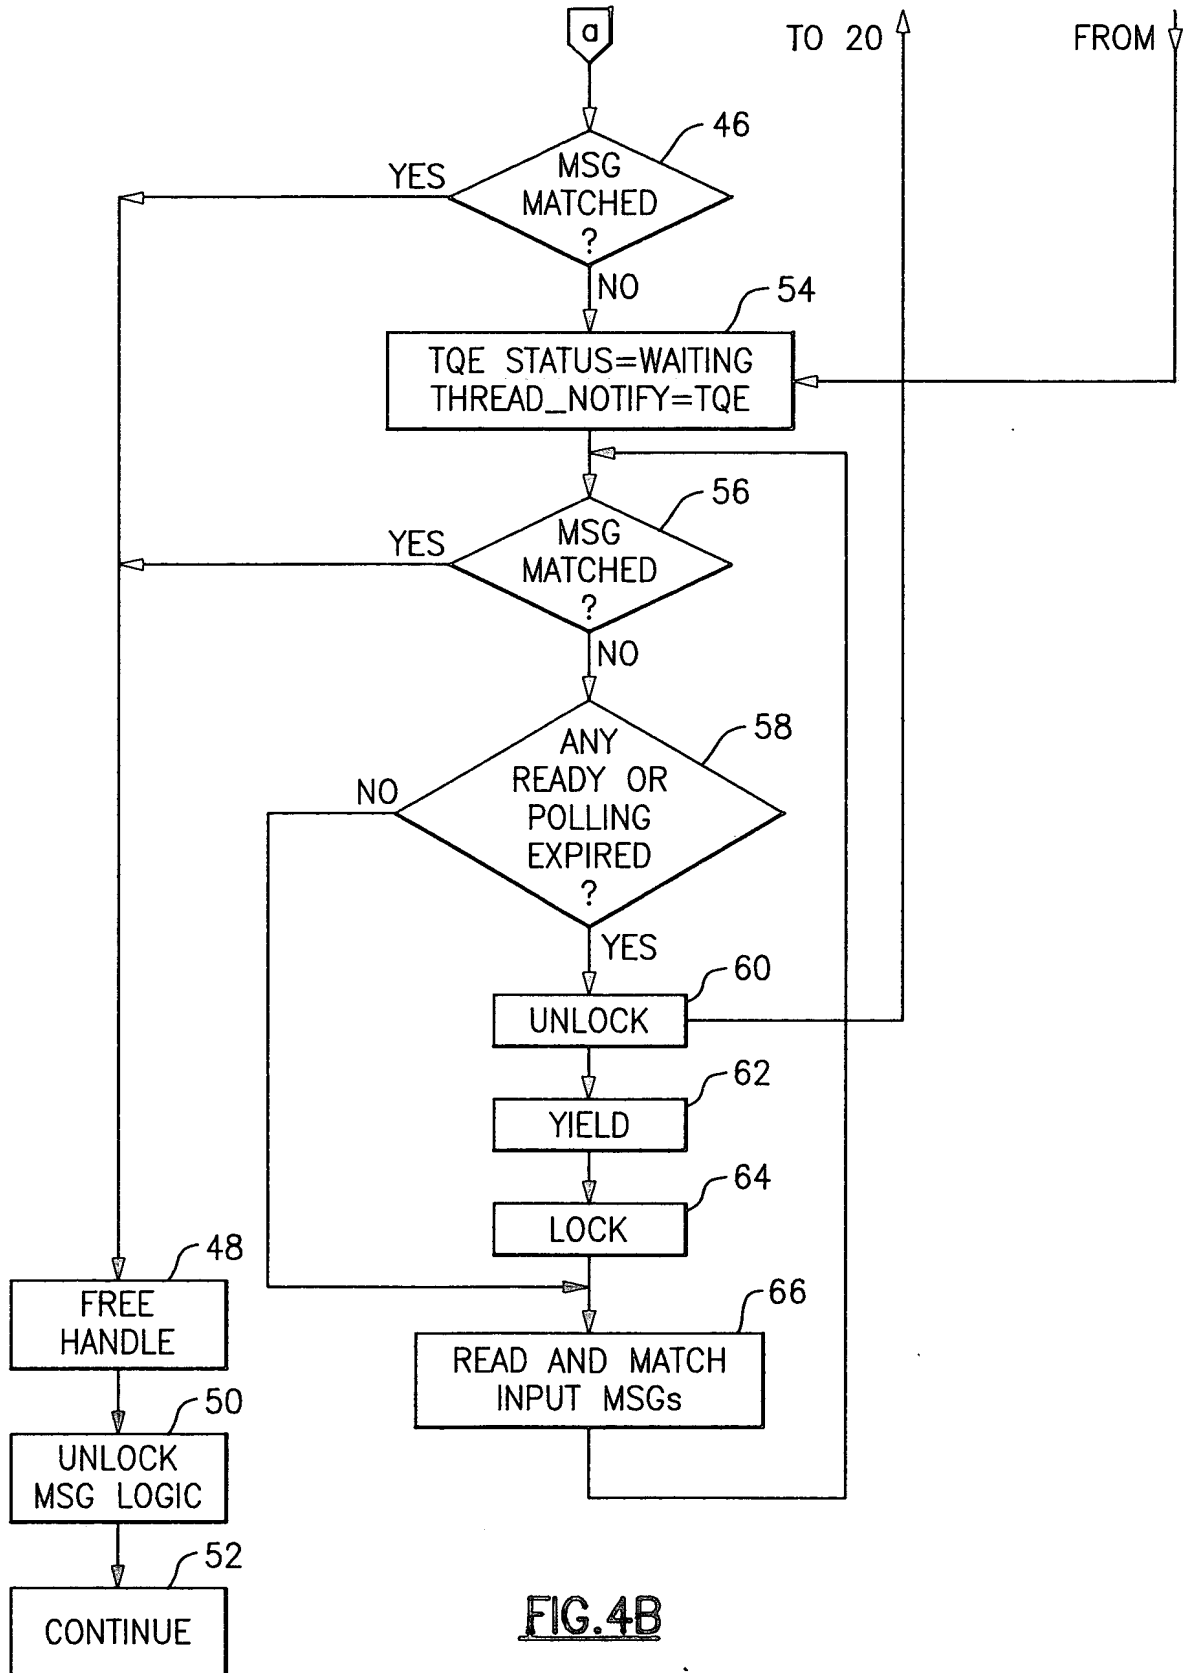 a
TO 20
FROM
46
MSG
MATCHED
?
YES
NO
54
TQE STATUS=WAITING
THREAD_NOTIFY=TQE
56
MSG
MATCHED
?
YES
NO
58
ANY
READY OR
POLLING
EXPIRED
?
NO
YES
60
UNLOCK
62
YIELD
64
LOCK
66
READ AND MATCH
INPUT MSGs
48
FREE
HANDLE
50
UNLOCK
MSG LOGIC
52
CONTINUE
FIG.4B